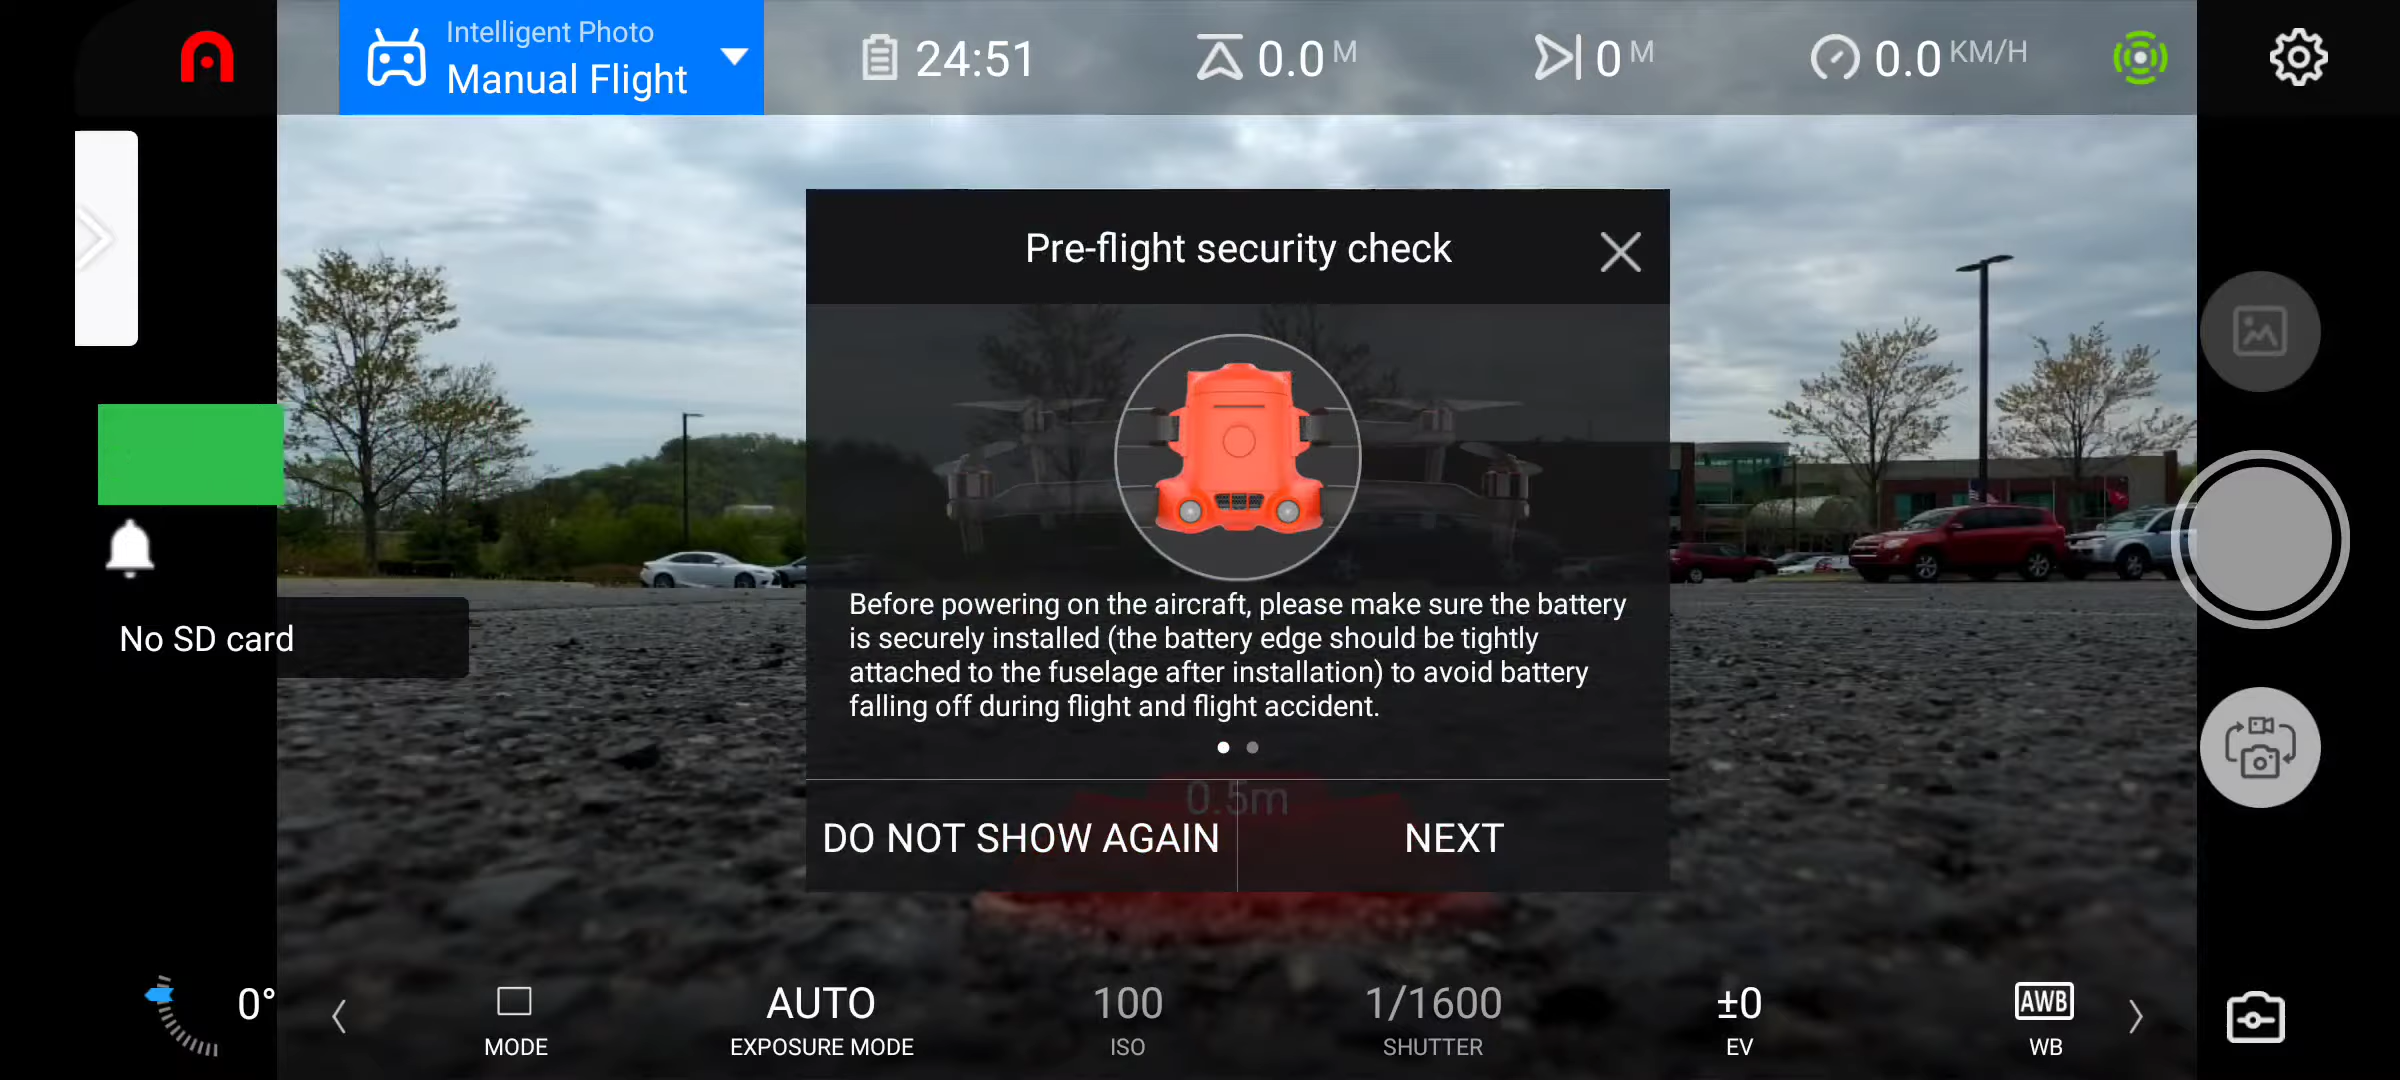 Intelligent Photo
Manual Flight
24:51
0.0 M
0 M
0.0 KM/H
Pre-flight security check
Before powering on the aircraft, please make sure the battery
is securely installed (the battery edge should be tightly
attached to the fuselage after installation) to avoid battery
falling off during flight and flight accident.
No SD card
0.5m
DO NOT SHOW AGAIN
NEXT
0°
MODE
AUTO
EXPOSURE MODE
100
ISO
1/1600
SHUTTER
±0
EV
AWB
WB